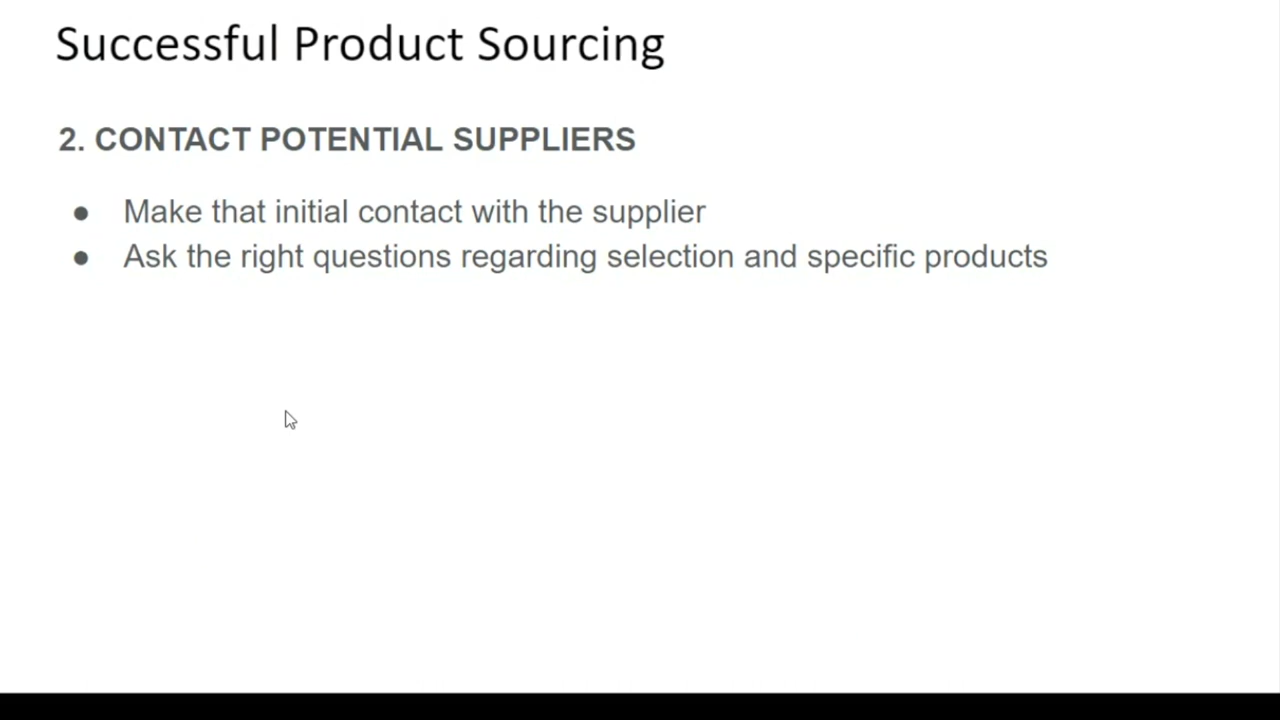 Successful Product Sourcing
2. CONTACT POTENTIAL SUPPLIERS
● Make that initial contact with the supplier
● Ask the right questions regarding selection and specific products